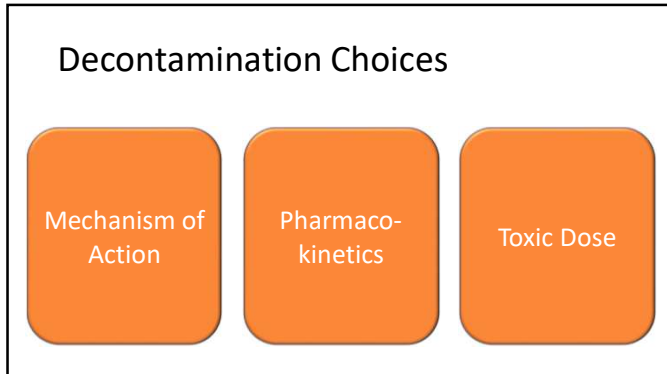 Decontamination Choices
Mechanism of
Action
Pharmaco-
kinetics
Toxic Dose